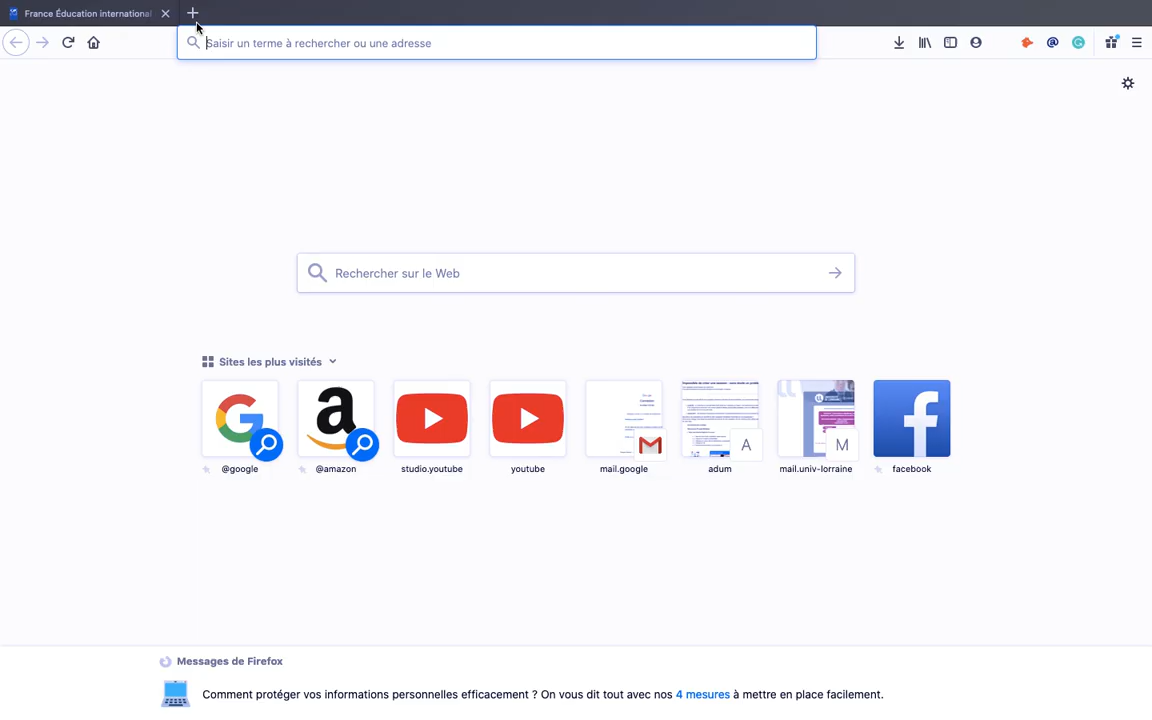 France Éducation international
Saisir un terme à rechercher ou une adresse
Rechercher sur le Web
Sites les plus visités
@google
@amazon
studio.youtube
youtube
mail.google
adum
mail.univ-lorraine
facebook
A
M
Messages de Firefox
Comment protéger vos informations personnelles efficacement ? On vous dit tout avec nos 4 mesures à mettre en place facilement.